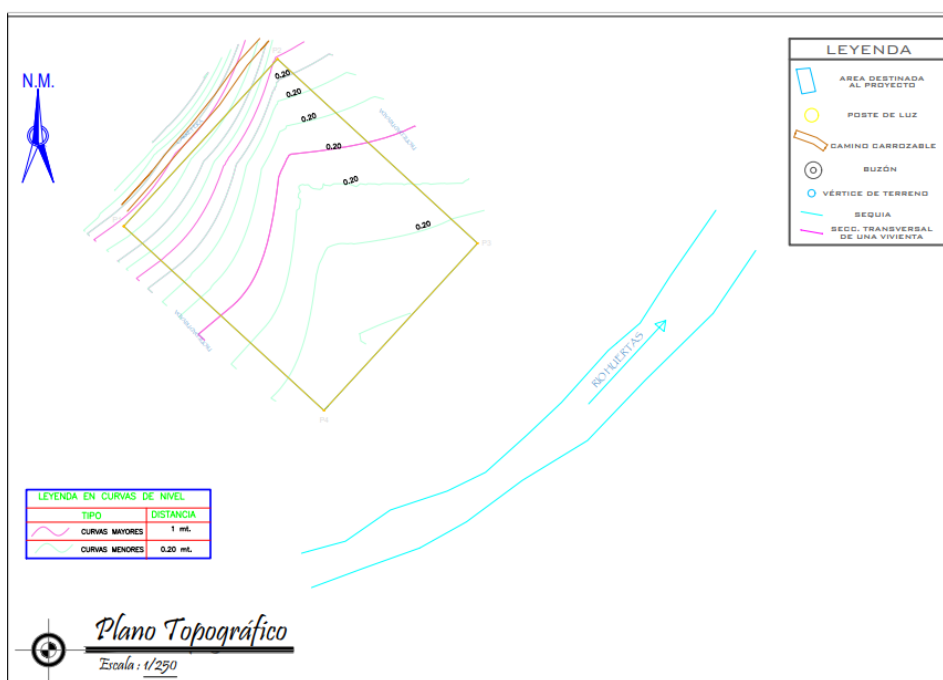 N.M.
0.20
0.20
0.20
0.20
0.20
0.20
P3
P4
RIO HUERTAS
LEYENDA
AREA DESTINADA
AL PROYECTO
POSTE DE LUZ
CAMINO CARROZABLE
BUZÓN
VÉRTICE DE TERRENO
SEQUIA
SECC. TRANSVERSAL
DE UNA VIVIENTA
LEYENDA EN CURVAS DE NIVEL
TIPO DISTANCIA
CURVAS MAYORES 1 mt.
CURVAS MENORES 0.20 mt.
Plano Topográfico
Escala : 1/250